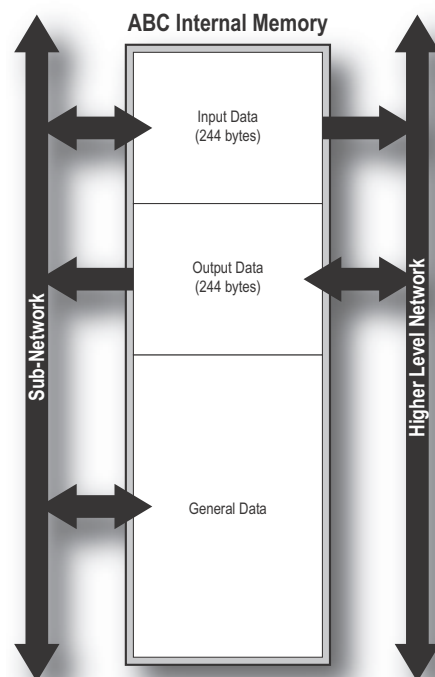 ABC Internal Memory
Input Data
(244 bytes)
Output Data
(244 bytes)
General Data
Sub-Network
Higher Level Network